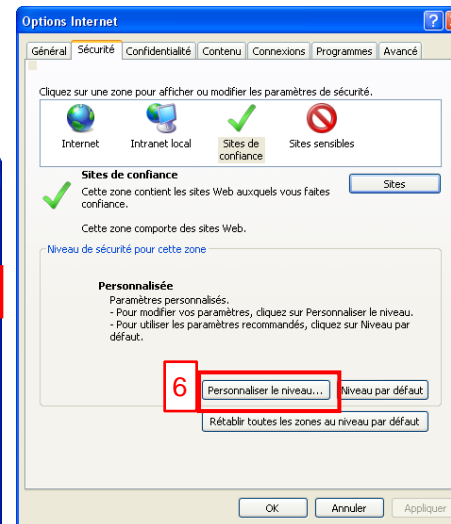 Options Internet
?
Général Sécurité Confidentialité Contenu Connexions Programmes Avancé
Cliquez sur une zone pour afficher ou modifier les paramètres de sécurité.
Internet Intranet local Sites de confiance Sites sensibles
Sites de confiance
Cette zone contient les sites Web auxquels vous faites
confiance.
Sites
Cette zone comporte des sites Web.
Niveau de sécurité pour cette zone
Personnalisée
Paramètres personnalisés.
- Pour modifier vos paramètres, cliquez sur Personnaliser le niveau.
- Pour utiliser les paramètres recommandés, cliquez sur Niveau par
défaut.
6
Personnaliser le niveau... Niveau par défaut
Rétablir toutes les zones au niveau par défaut
OK Annuler Appliquer